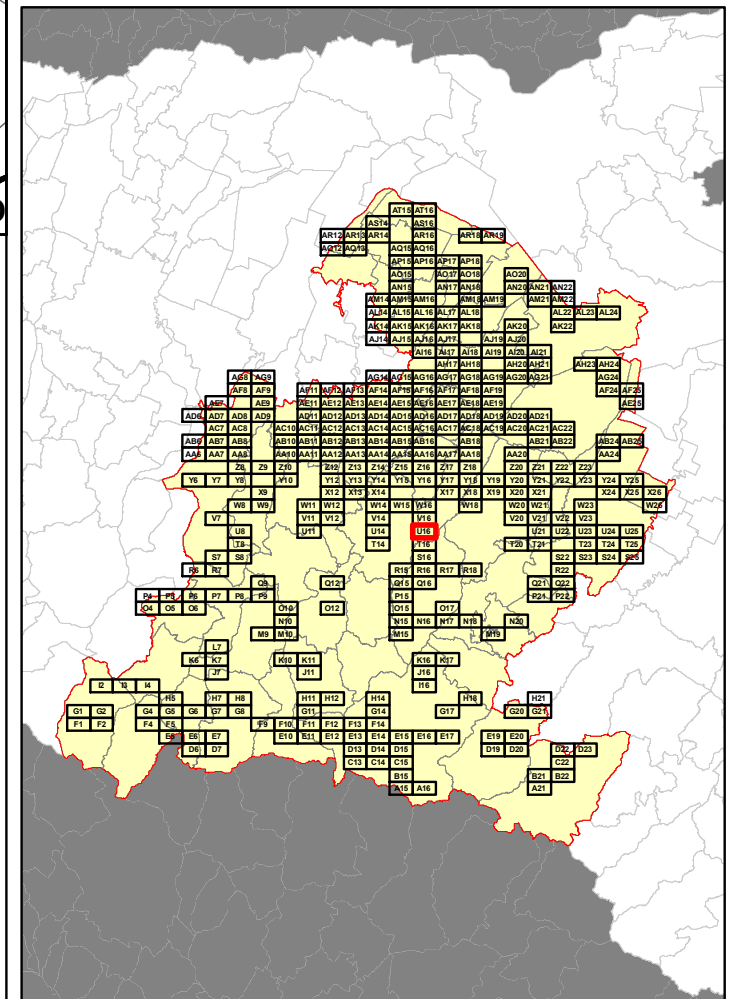 AT15 AT16
AS14 AS16
AR12 AR13 AR14 AR16 AR18 AR19
AQ12 AQ13 AQ15 AQ16
AP15 AP16 AP17 AP18
AO15 AO17 AO18 AO20
AN15 AN17 AN18 AN20 AN21 AN22
AM14 AM15 AM16 AM18 AM19 AM21 AM22
AL14 AL15 AL16 AL17 AL18 AL22 AL23 AL24
AK14 AK15 AK16 AK17 AK18 AK20 AK22
AJ14 AJ15 AJ16 AJ17 AJ19 AJ20
AI16 AI17 AI18 AI19 AI20 AI21
AH17 AH18 AH20 AH21 AH23 AH24
AG8 AG9 AG14 AG15 AG16 AG17 AG18 AG19 AG20 AG21 AG24
AF8 AF9 AF11 AF12 AF13 AF14 AF15 AF16 AF17 AF18 AF19 AF24 AF25
AE7 AE9 AE11 AE12 AE13 AE14 AE15 AE16 AE17 AE18 AE19 AE25
AD6 AD7 AD8 AD9 AD11 AD12 AD13 AD14 AD15 AD16 AD17 AD18 AD19 AD20 AD21
AC7 AC8 AC10 AC11 AC12 AC13 AC14 AC15 AC16 AC17 AC18 AC19 AC20 AC21 AC22
AB6 AB7 AB8 AB10 AB11 AB12 AB13 AB14 AB15 AB16 AB18 AB21 AB22 AB24 AB25
AA6 AA7 AA8 AA10 AA11 AA12 AA13 AA14 AA15 AA16 AA17 AA18 AA20 AA24
Z8 Z9 Z10 Z12 Z13 Z14 Z15 Z16 Z17 Z18 Z20 Z21 Z22 Z23
Y6 Y7 Y8 Y10 Y12 Y13 Y14 Y15 Y16 Y17 Y18 Y19 Y20 Y21 Y22 Y23 Y24 Y25
X9 X12 X13 X14 X17 X18 X19 X20 X21 X24 X25 X26
W8 W9 W11 W12 W14 W15 W16 W18 W20 W21 W23 W26
V7 V11 V12 V14 V16 V20 V21 V22 V23
U8 U11 U14 U16 U21 U22 U23 U24 U25
T8 T14 T16 T20 T21 T23 T24 T25
S7 S8 S16 S22 S23 S24 S25
R6 R7 R15 R16 R17 R18 R22
Q9 Q12 Q15 Q16 Q21 Q22
P4 P5 P6 P7 P8 P9 P15 P21 P22
O4 O5 O6 O10 O12 O15 O17
N10 N15 N16 N17 N18 N20
M9 M10 M15 M19
L7
K6 K7 K10 K11 K16 K17
J7 J11 J16
I2 I3 I4 I16
H5 H7 H8 H11 H12 H14 H18 H21
G1 G2 G4 G5 G6 G7 G8 G11 G14 G17 G20 G21
F1 F2 F4 F5 F9 F10 F11 F12 F13 F14
E5 E6 E7 E10 E11 E12 E13 E14 E15 E16 E17 E19 E20
D6 D7 D13 D14 D15 D19 D20 D22 D23
C13 C14 C15 C22
B15 B21 B22
A15 A16 A21